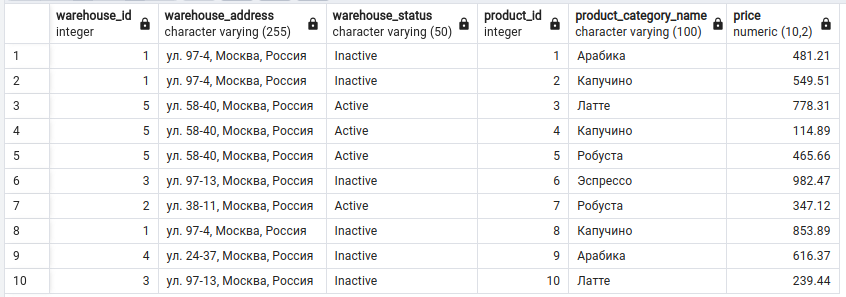 warehouse_id integer warehouse_address character varying (255) warehouse_status character varying (50) product_id integer product_category_name character varying (100) price numeric (10,2)
1 1 ул. 97-4, Москва, Россия Inactive 1 Арабика 481.21
2 1 ул. 97-4, Москва, Россия Inactive 2 Капучино 549.51
3 5 ул. 58-40, Москва, Россия Active 3 Латте 778.31
4 5 ул. 58-40, Москва, Россия Active 4 Капучино 114.89
5 5 ул. 58-40, Москва, Россия Active 5 Робуста 465.66
6 3 ул. 97-13, Москва, Россия Inactive 6 Эспрессо 982.47
7 2 ул. 38-11, Москва, Россия Active 7 Робуста 347.12
8 1 ул. 97-4, Москва, Россия Inactive 8 Капучино 853.89
9 4 ул. 24-37, Москва, Россия Inactive 9 Арабика 616.37
10 3 ул. 97-13, Москва, Россия Inactive 10 Латте 239.44